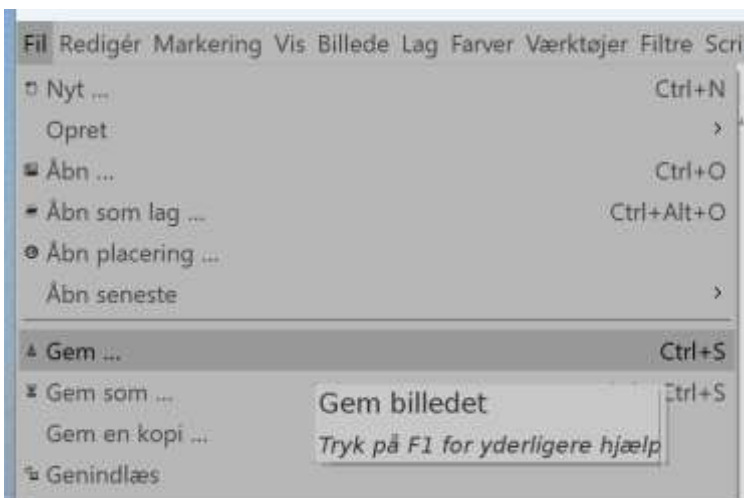 Fil Redigér Markering Vis Billede Lag Farver Værktøjer Filtre Scri
Nyt ... Ctrl+N
Opret
Åbn ... Ctrl+O
Åbn som lag ... Ctrl+Alt+O
Åbn placering ...
Åbn seneste
Gem ... Ctrl+S
Gem som ... Ctrl+S
Gem billedet
Gem en kopi ...
Tryk på F1 for yderligere hjælp
Genindlæs